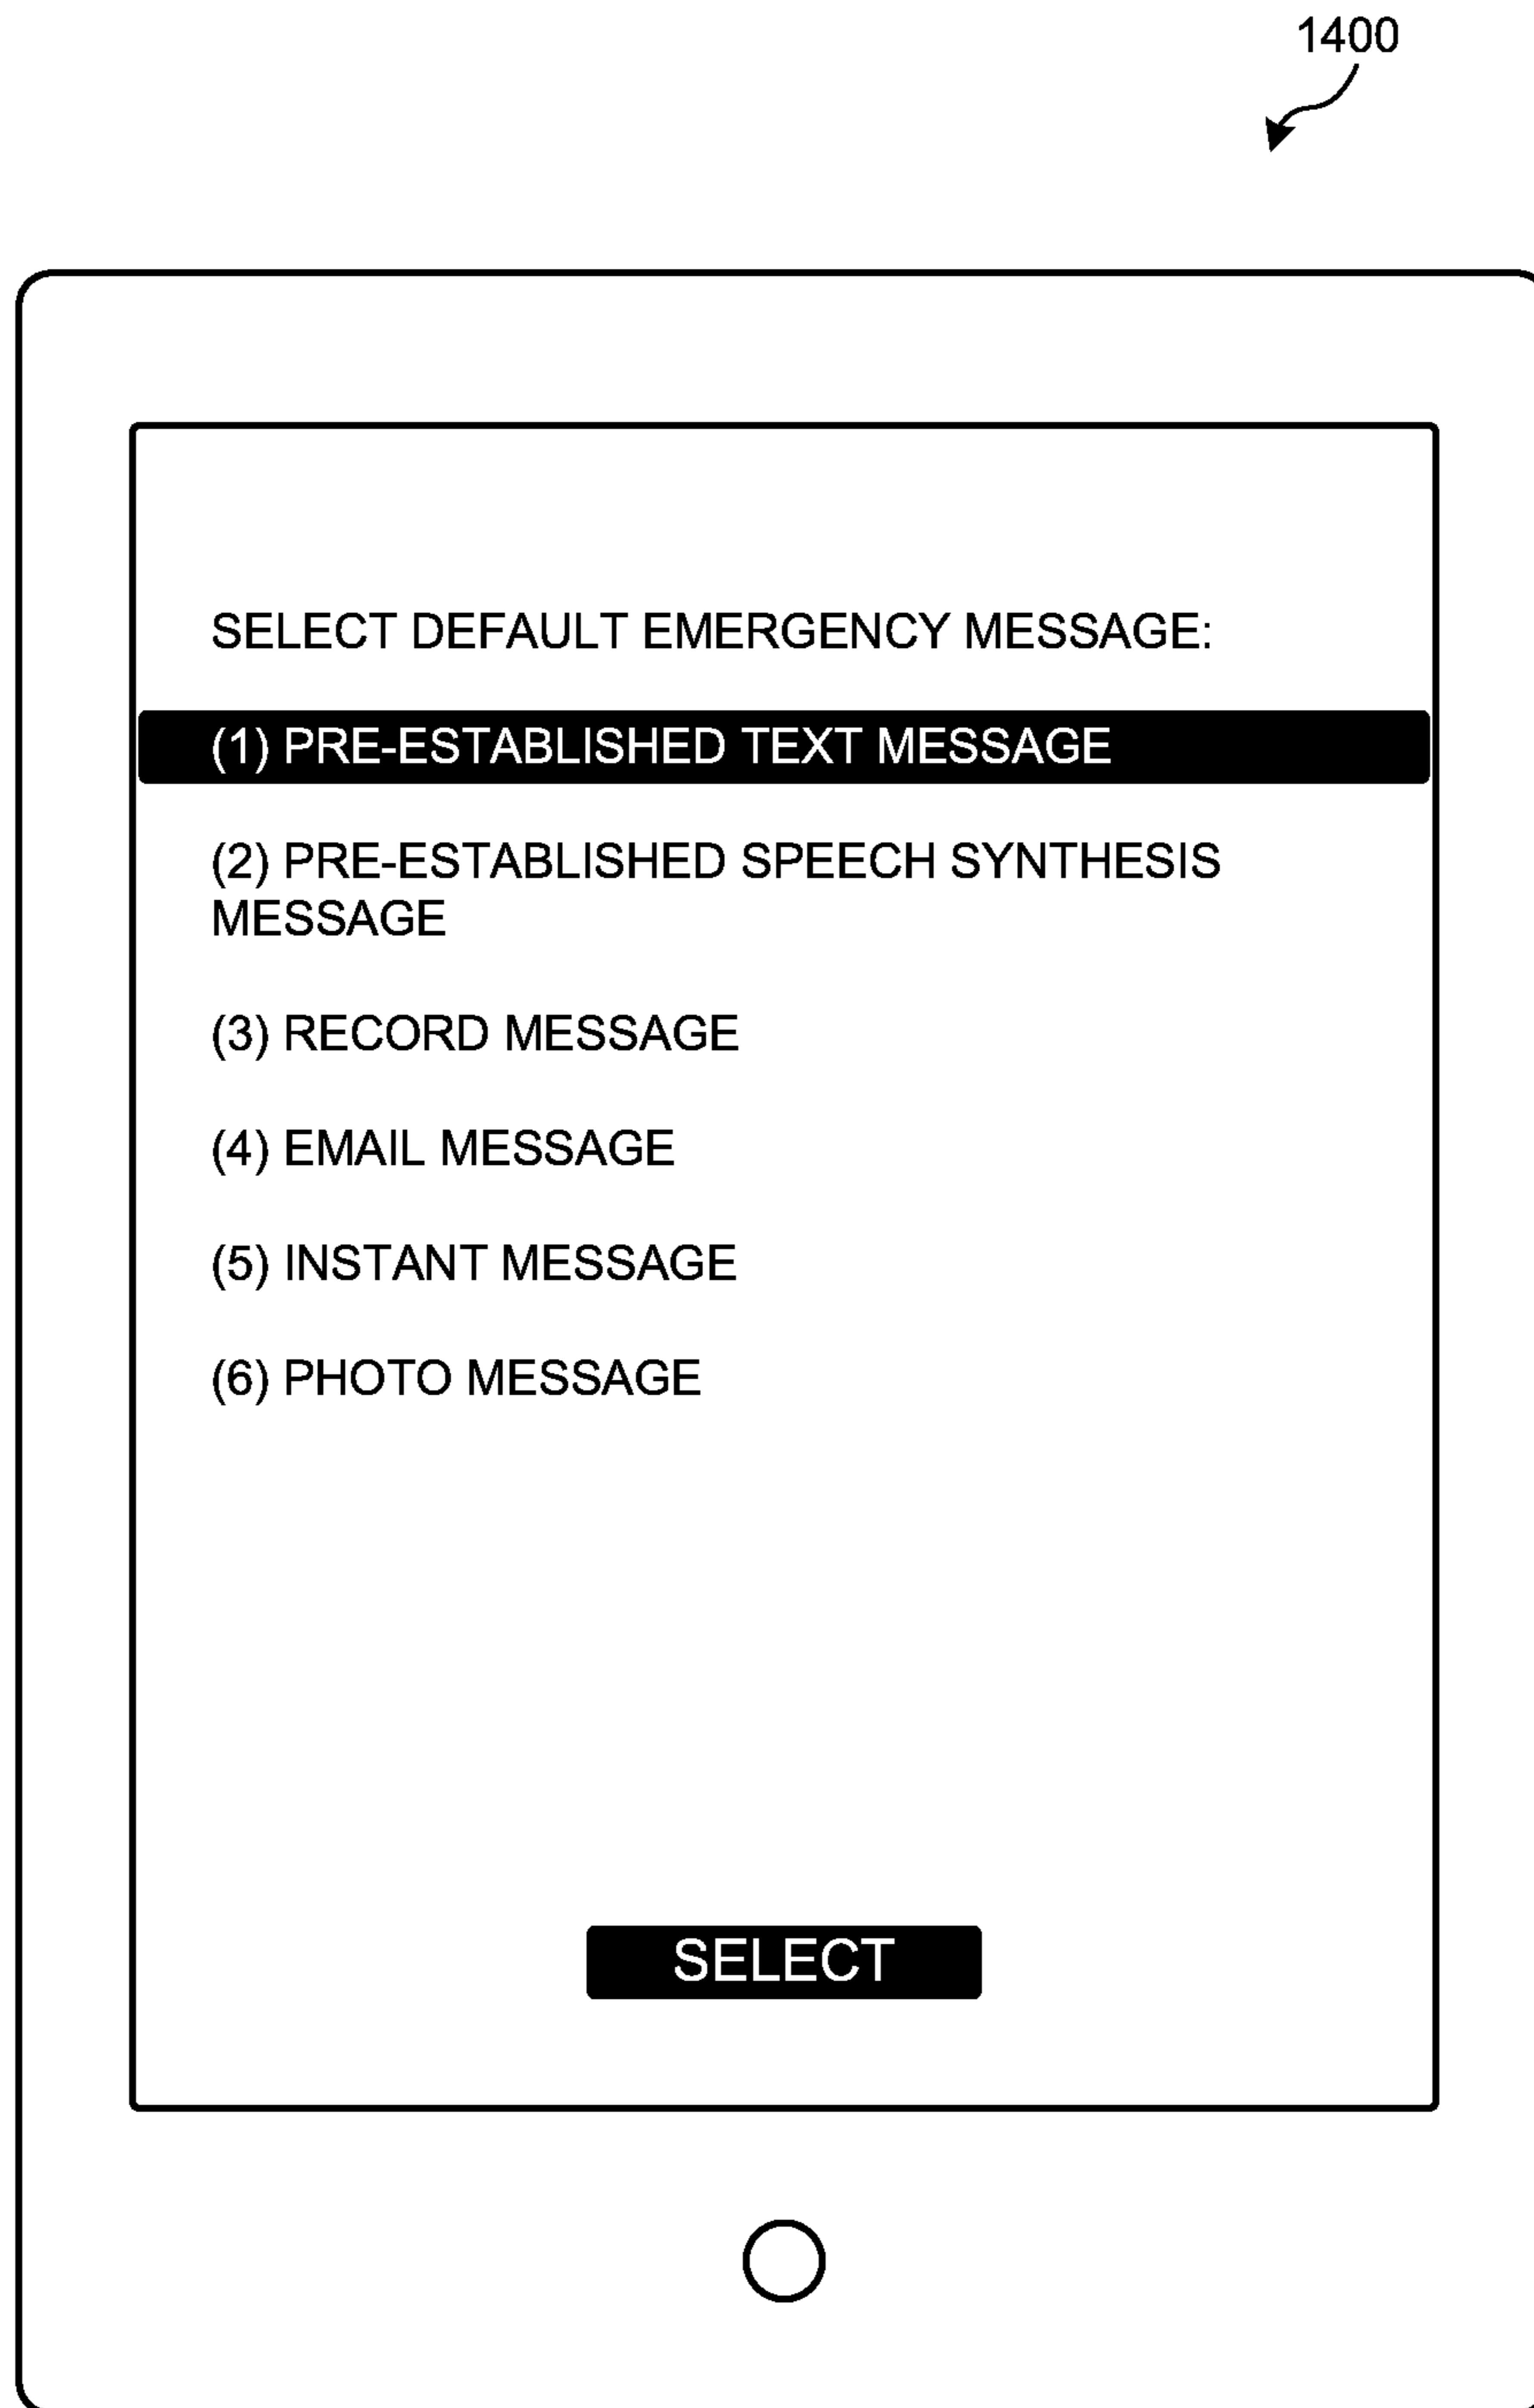 1400
SELECT DEFAULT EMERGENCY MESSAGE:
(1) PRE-ESTABLISHED TEXT MESSAGE
(2) PRE-ESTABLISHED SPEECH SYNTHESIS
MESSAGE
(3) RECORD MESSAGE
(4) EMAIL MESSAGE
(5) INSTANT MESSAGE
(6) PHOTO MESSAGE
SELECT